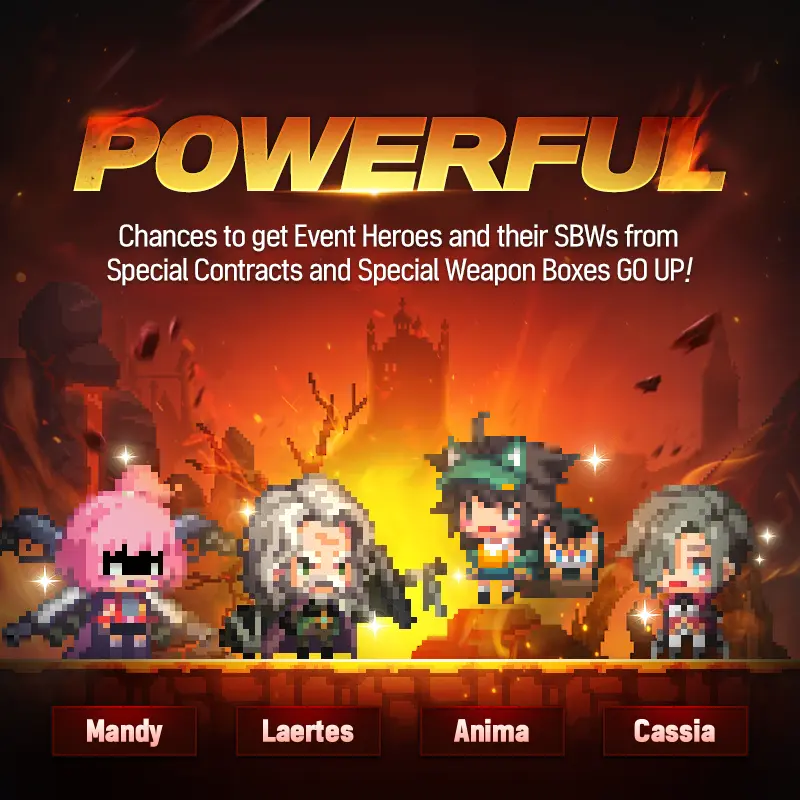 POWERFUL
Chances to get Event Heroes and their SBWs from
Special Contracts and Special Weapon Boxes GO UP!
Mandy
Laertes
Anima
Cassia